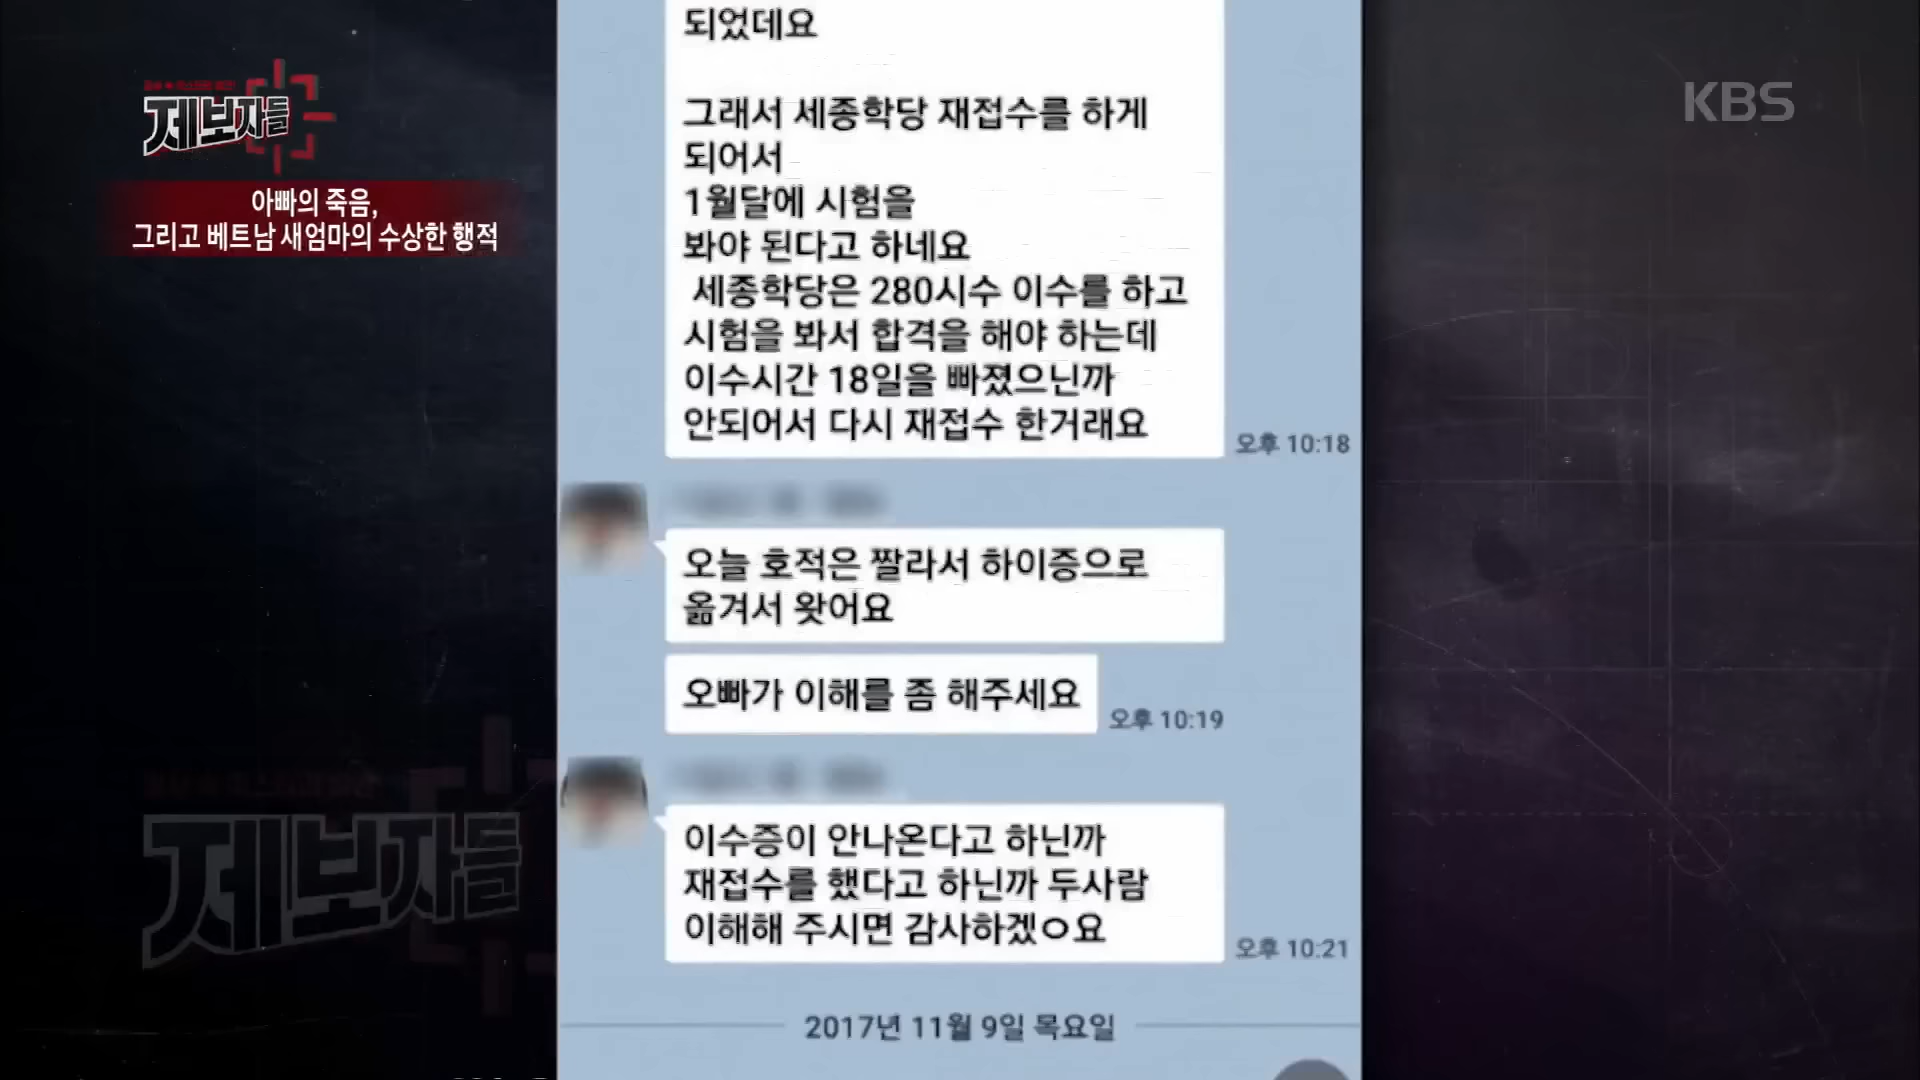 제보자들
아빠의 죽음,
그리고 베트남 새엄마의 수상한 행적
KBS
되었데요
그래서 세종학당 재접수를 하게
되어서
1월달에 시험을
봐야 된다고 하네요
세종학당은 280시수 이수를 하고
시험을 봐서 합격을 해야 하는데
이수시간 18일을 빠졌으닌까
안되어서 다시 재접수 한거래요
오후 10:18
오늘 호적은 짤라서 하이증으로
옮겨서 왓어요
오빠가 이해를 좀 해주세요
오후 10:19
이수증이 안나온다고 하닌까
재접수를 했다고 하닌까 두사람
이해해 주시면 감사하겠ㅇ요
오후 10:21
2017년 11월 9일 목요일
제보자들